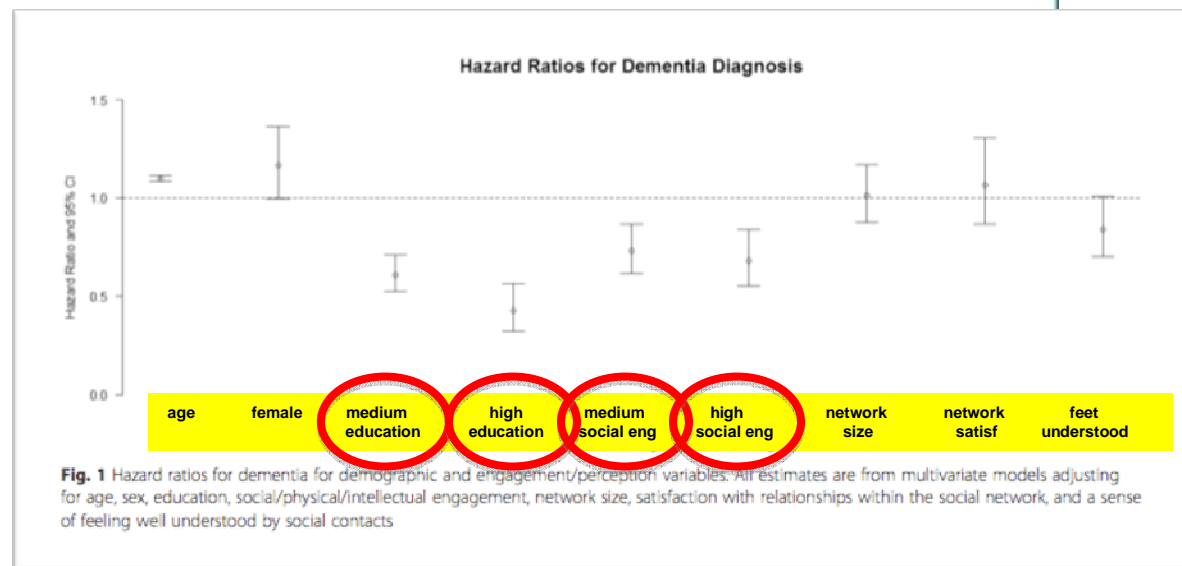 Hazard Ratios for Dementia Diagnosis
Hazard Ratio and 95% CI
1.5
1.0
0.5
0.0
age female medium education high education medium social eng high social eng network size network satisf feet understood
Fig. 1 Hazard ratios for dementia for demographic and engagement/perception variables. All estimates are from multivariate models adjusting
for age, sex, education, social/physical/intellectual engagement, network size, satisfaction with relationships within the social network, and a sense
of feeling well understood by social contacts